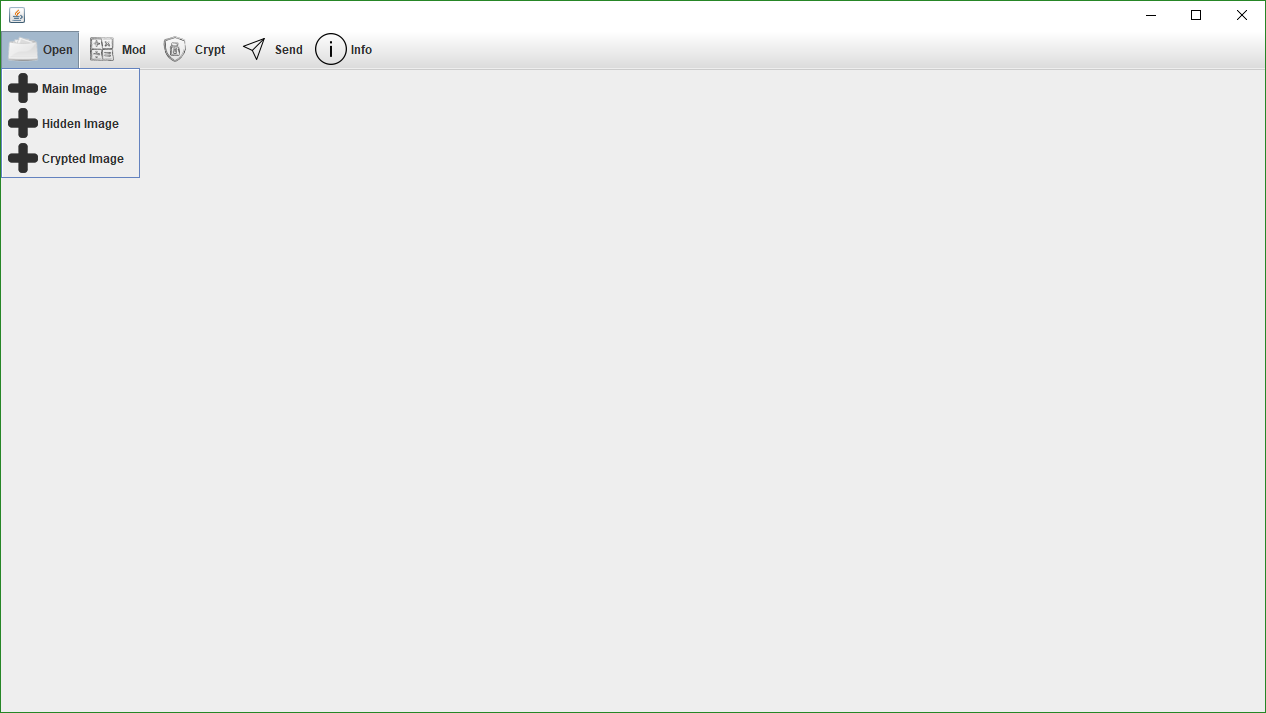 Open Mod Crypt Send Info
Main Image
Hidden Image
Crypted Image